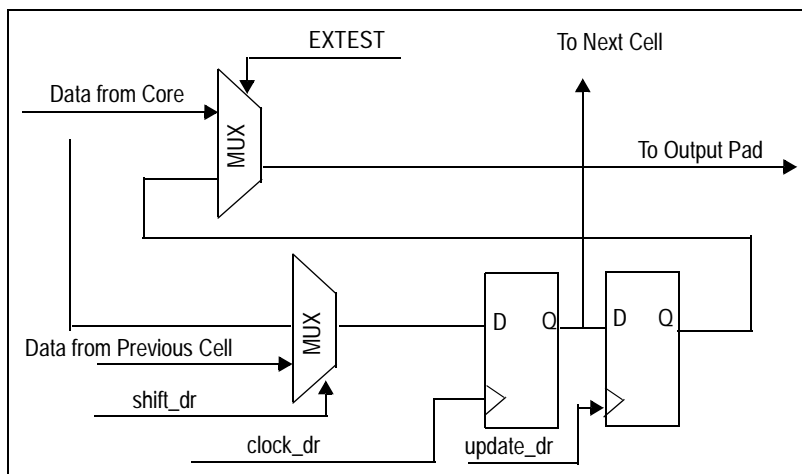 EXTEST
To Next Cell
Data from Core
MUX
To Output Pad
MUX
D Q
D Q
Data from Previous Cell
shift_dr
clock_dr
update_dr